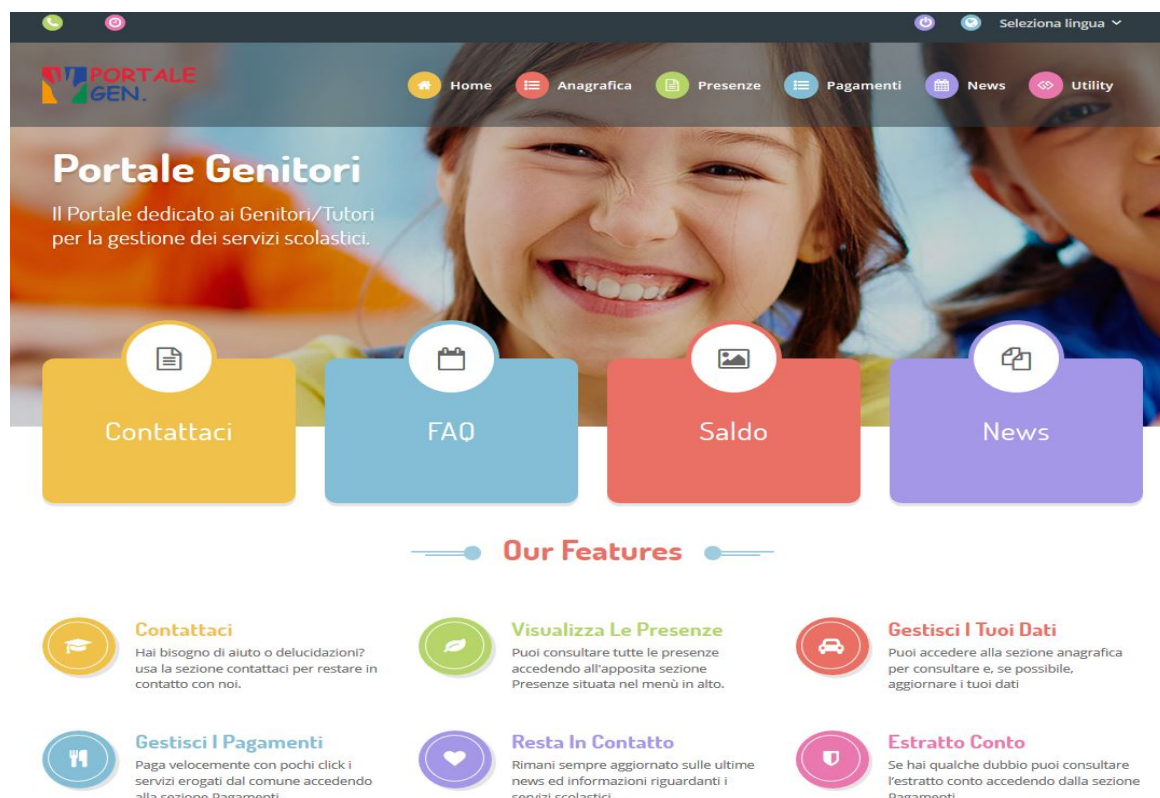 Seleziona lingua
PORTALE
GEN.
Home Anagrafica Presenze Pagamenti News Utility
Portale Genitori
Il Portale dedicato ai Genitori/Tutori
per la gestione dei servizi scolastici.
Contattaci FAQ Saldo News
Our Features
Contattaci
Hai bisogno di aiuto o delucidazioni?
usa la sezione contattaci per restare in
contatto con noi.
Visualizza Le Presenze
Puoi consultare tutte le presenze
accedendo all'apposita sezione
Presenze situata nel menù in alto.
Gestisci I Tuoi Dati
Puoi accedere alla sezione anagrafica
per consultare e, se possibile,
aggiornare i tuoi dati
Gestisci I Pagamenti
Paga velocemente con pochi click i
servizi erogati dal comune accedendo
alla sezione Pagamenti
Resta In Contatto
Rimani sempre aggiornato sulle ultime
news ed informazioni riguardanti i
servizi scolastici
Estratto Conto
Se hai qualche dubbio puoi consultare
l'estratto conto accedendo dalla sezione
Pagamenti